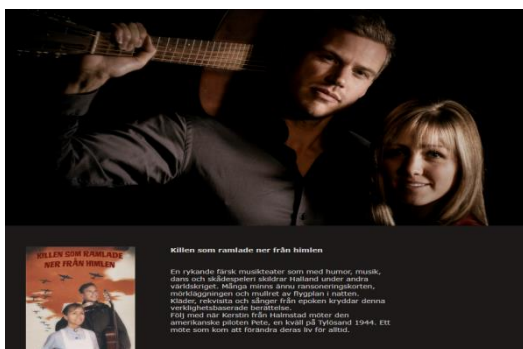 Killen som ramlade ner från himlen
KILLEN SOM RAMLADE
NER FRÅN HIMLEN
En rykande färsk musikteater som med humor, musik,
dans och skådespeleri skildrar Halland under andra
världskriget. Många minns ännu ransoneringskorten,
mörkläggningen och mullret av flygplan i natten.
Kläder, rekvisita och sånger från epoken kryddar denna
verklighetsbaserade berättelse.
Följ med när Kerstin från Halmstad möter den
amerikanske piloten Pete, en kväll på Tylösand 1944. Ett
möte som kom att förändra deras liv för alltid.